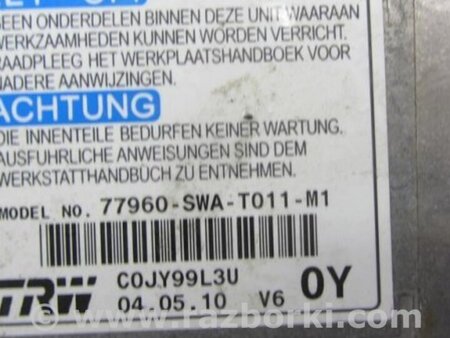 GEEN ONDERDELEN BINNEN DEZE UNIT WAARAAN
WERKZAAMHEDEN KUNNEN WORDEN VERRICHT.
RAADPLEEG HET WERKPLAATSHANDBOEK VOOR
NADERE AANWIJZINGEN.
ACHTUNG
DIE INNENTEILE BEDURFEN KEINER WARTUNG.
AUSFUHRLICHE ANWEISUNGEN SIND DEM
WERKSTATTHANDBUCH ZU ENTNEHMEN.
MODEL NO. 77960-SWA-T011-M1
TRW C0JY99L3U 0Y
04.05.10 V6
www.razborki.com